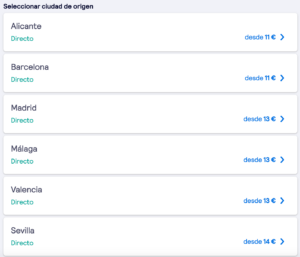 Seleccionar ciudad de origen
Alicante
Directo
desde 11 €
Barcelona
Directo
desde 11 €
Madrid
Directo
desde 13 €
Málaga
Directo
desde 13 €
Valencia
Directo
desde 13 €
Sevilla
Directo
desde 14 €